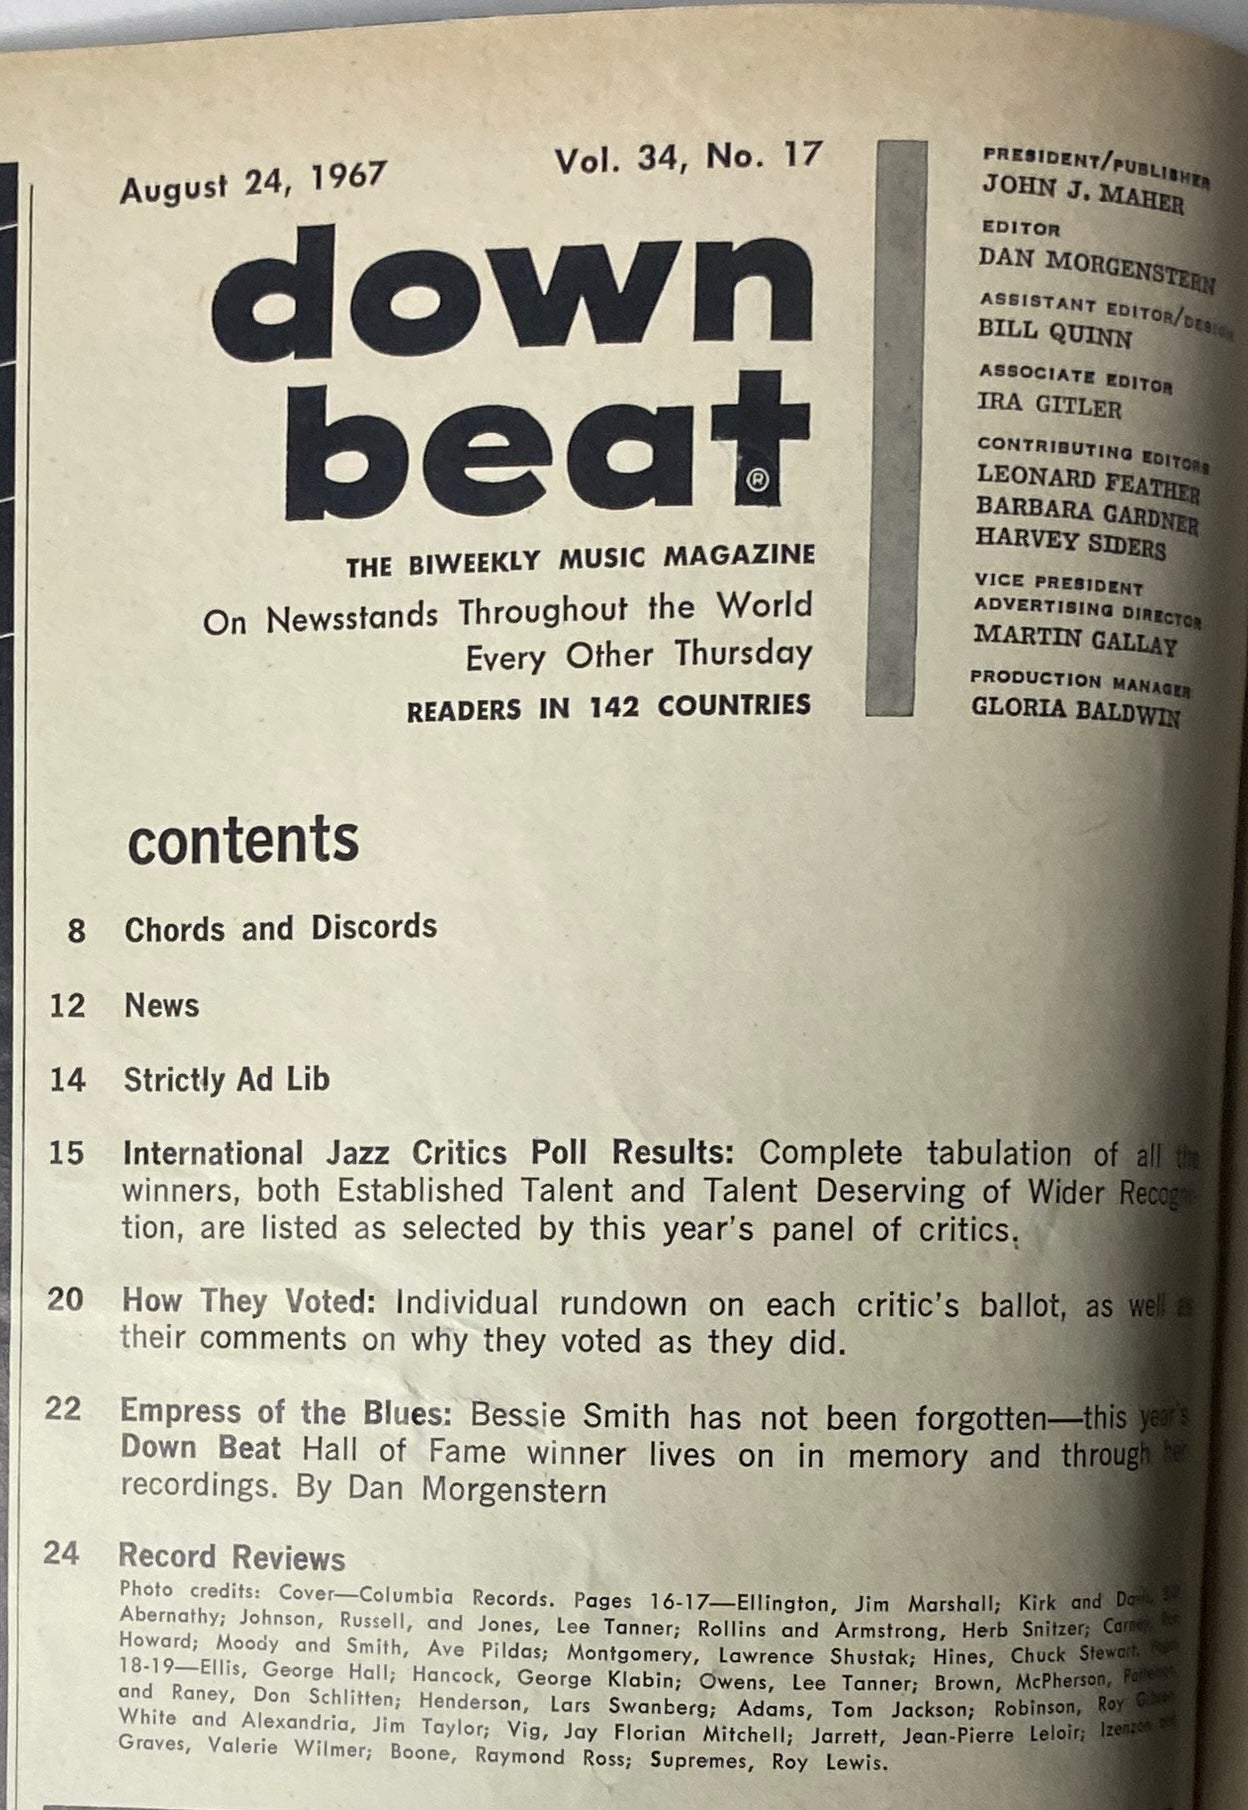 August 24, 1967
Vol. 34, No. 17
down
beat®
THE BIWEEKLY MUSIC MAGAZINE
On Newsstands Throughout the World
Every Other Thursday
READERS IN 142 COUNTRIES
PRESIDENT/PUBLISHER
JOHN J. MAHER
EDITOR
DAN MORGENSTERN
ASSISTANT EDITOR/DESIGN
BILL QUINN
ASSOCIATE EDITOR
IRA GITLER
CONTRIBUTING EDITORS
LEONARD FEATHER
BARBARA GARDNER
HARVEY SIDERS
VICE PRESIDENT
ADVERTISING DIRECTOR
MARTIN GALLAY
PRODUCTION MANAGER
GLORIA BALDWIN
contents
8 Chords and Discords
12 News
14 Strictly Ad Lib
15 International Jazz Critics Poll Results: Complete tabulation of all the
winners, both Established Talent and Talent Deserving of Wider Recogni-
tion, are listed as selected by this year's panel of critics.
20 How They Voted: Individual rundown on each critic's ballot, as well as
their comments on why they voted as they did.
22 Empress of the Blues: Bessie Smith has not been forgotten—this year's
Down Beat Hall of Fame winner lives on in memory and through her
recordings. By Dan Morgenstern
24 Record Reviews
Photo credits: Cover—Columbia Records. Pages 16-17—Ellington, Jim Marshall; Kirk and
Abernathy; Johnson, Russell, and Jones, Lee Tanner; Rollins and Armstrong, Herb Snitzer;
Howard; Moody and Smith, Ave Pildas; Montgomery, Lawrence Shustak; Hines, Chuck Stewart.
18-19—Ellis, George Hall; Hancock, George Klabin; Owens, Lee Tanner; Brown, McPherson,
and Raney, Don Schlitten; Henderson, Lars Swanberg; Adams, Tom Jackson; Robinson, Roy
White and Alexandria, Jim Taylor; Vig, Jay Florian Mitchell; Jarrett, Jean-Pierre Leloir; Izenzon and
Graves, Valerie Wilmer; Boone, Raymond Ross; Supremes, Roy Lewis.